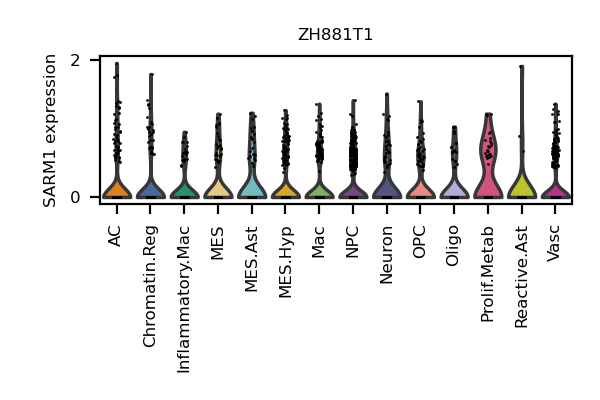 ZH881T1
SARM1 expression
2
0
AC
Chromatin.Reg
Inflammatory.Mac
MES
MES.Ast
MES.Hyp
Mac
NPC
Neuron
OPC
Oligo
Prolif.Metab
Reactive.Ast
Vasc